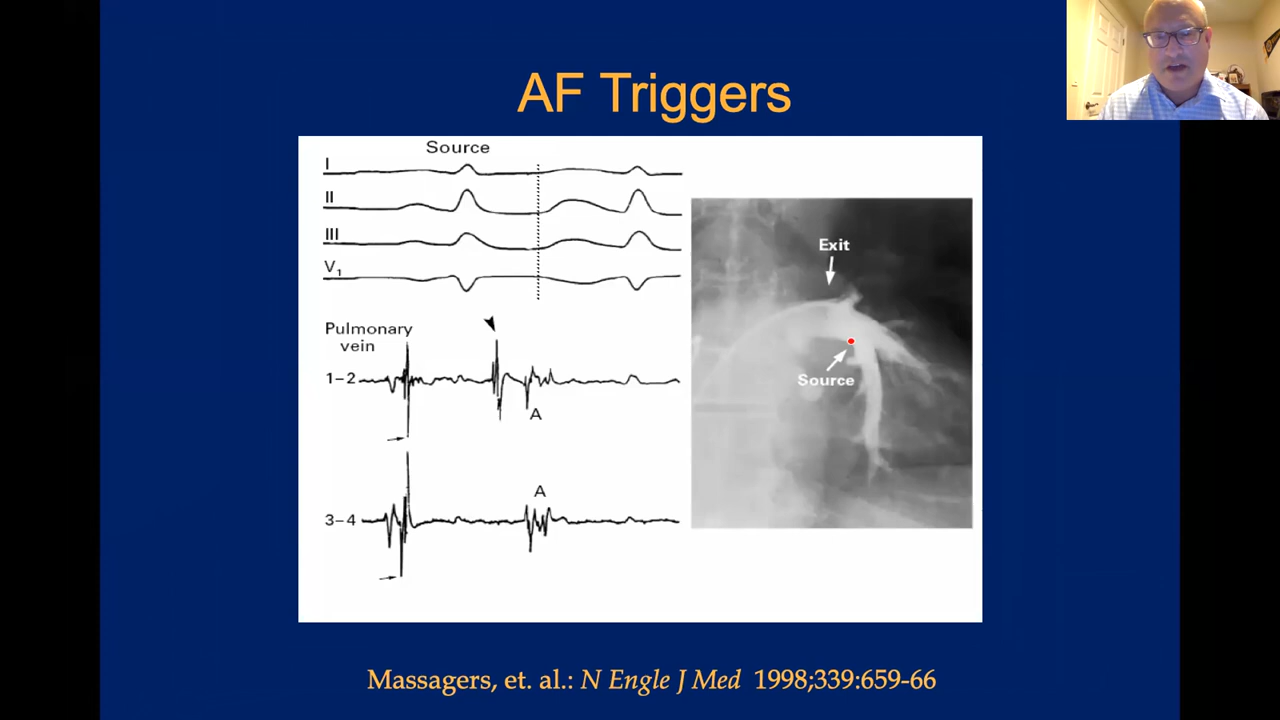 AF Triggers
Source
I
II
III
V1
Pulmonary
vein
1–2
A
3–4
A
Exit
Source
Massagers, et. al.: N Engle J Med 1998;339:659-66